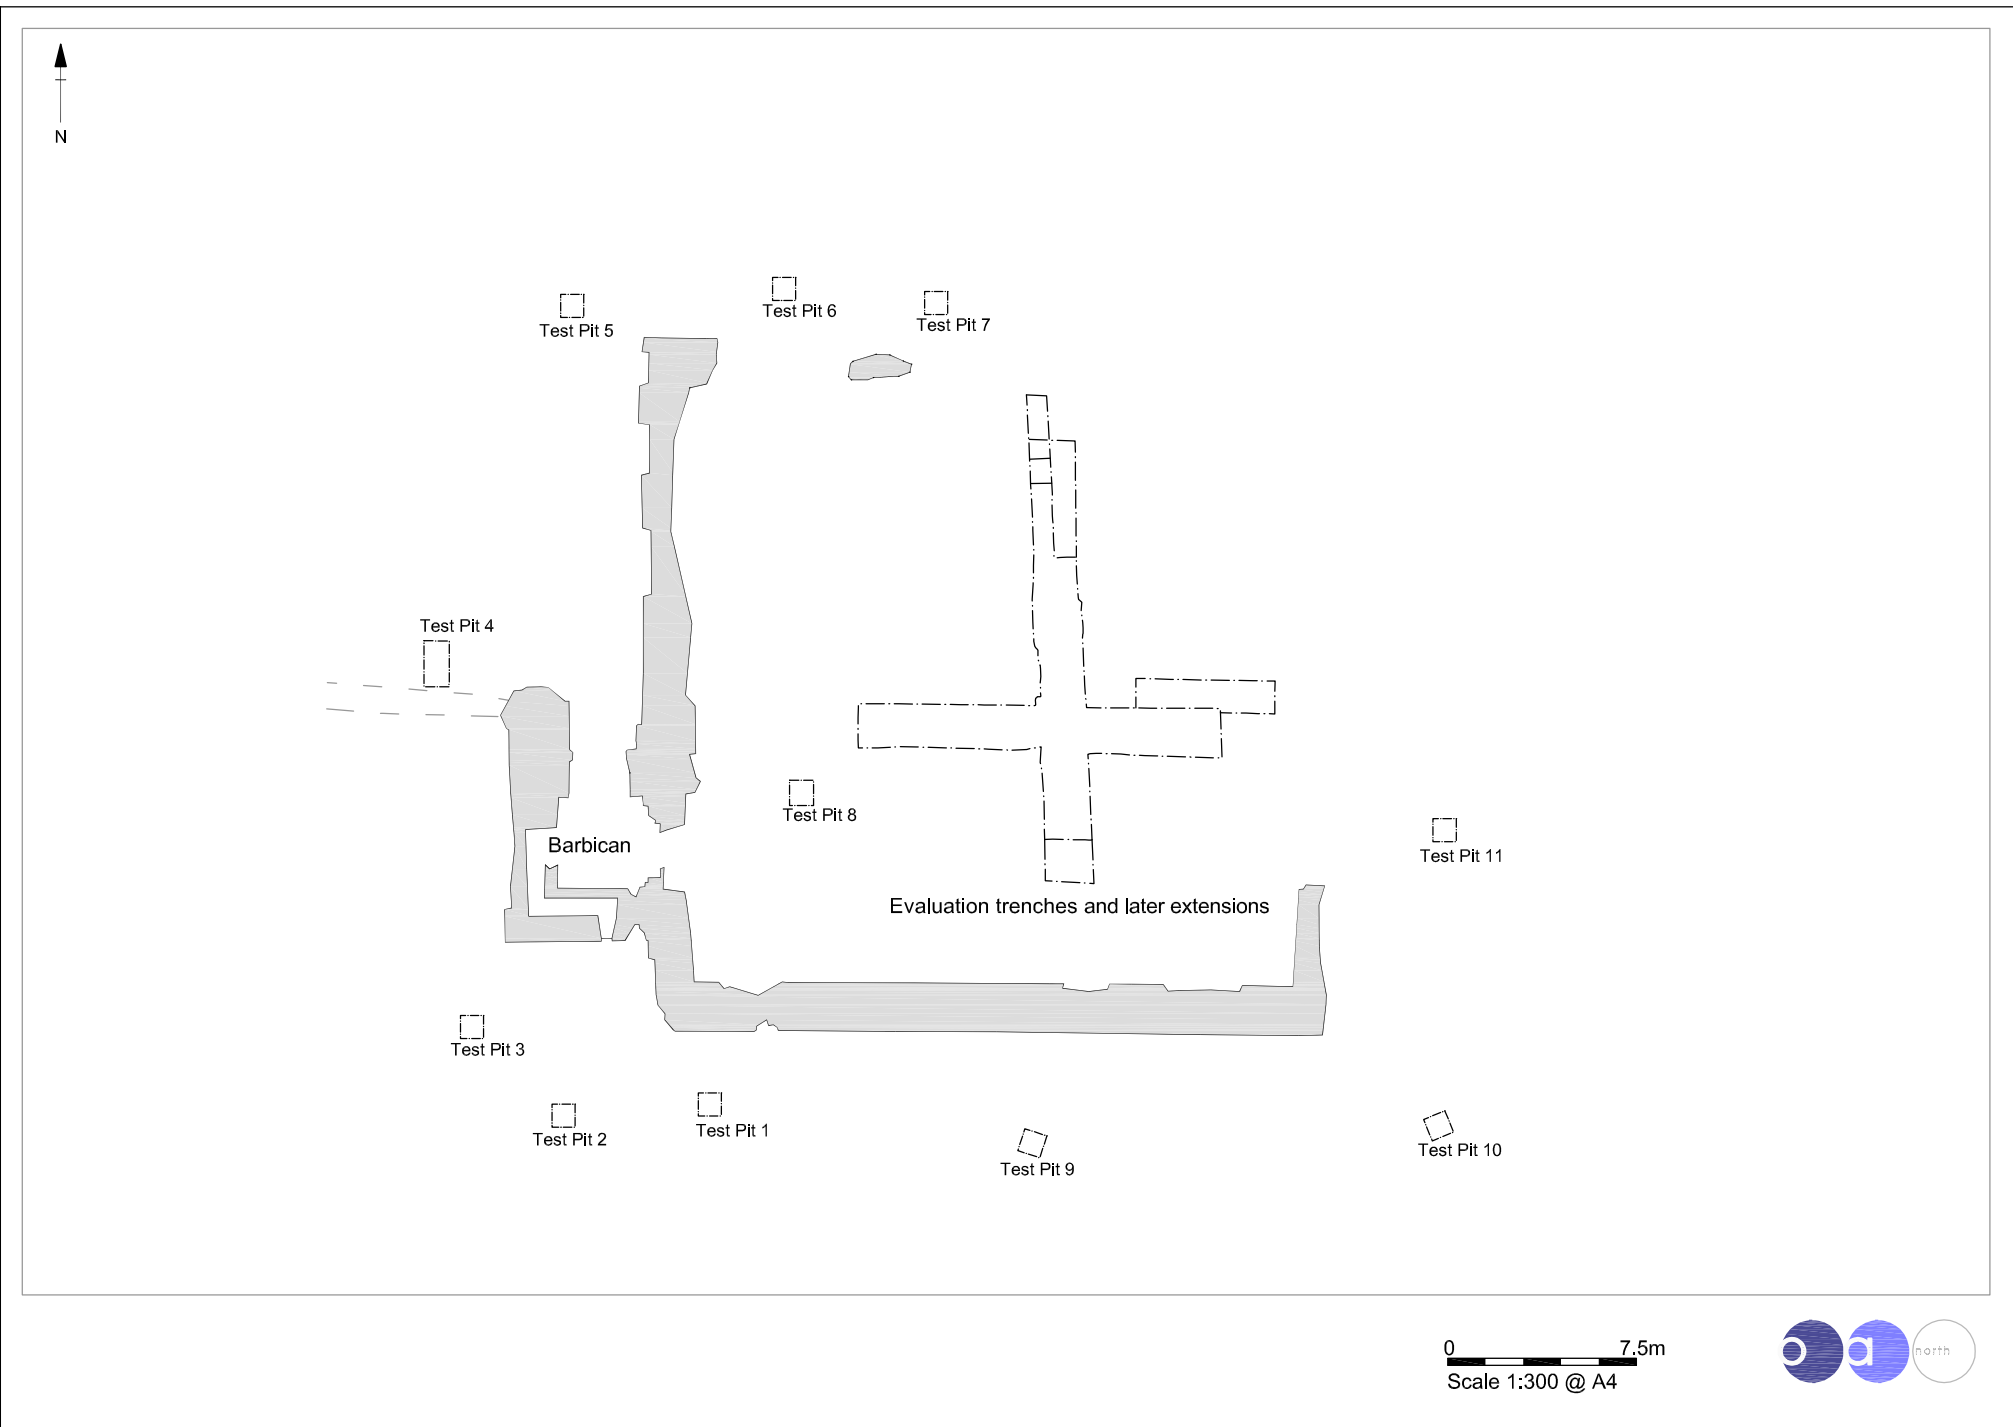 N
Test Pit 5
Test Pit 6
Test Pit 7
Test Pit 4
Test Pit 8
Barbican
Test Pit 11
Evaluation trenches and later extensions
Test Pit 3
Test Pit 2
Test Pit 1
Test Pit 9
Test Pit 10
0 7.5m
Scale 1:300 @ A4
o a north